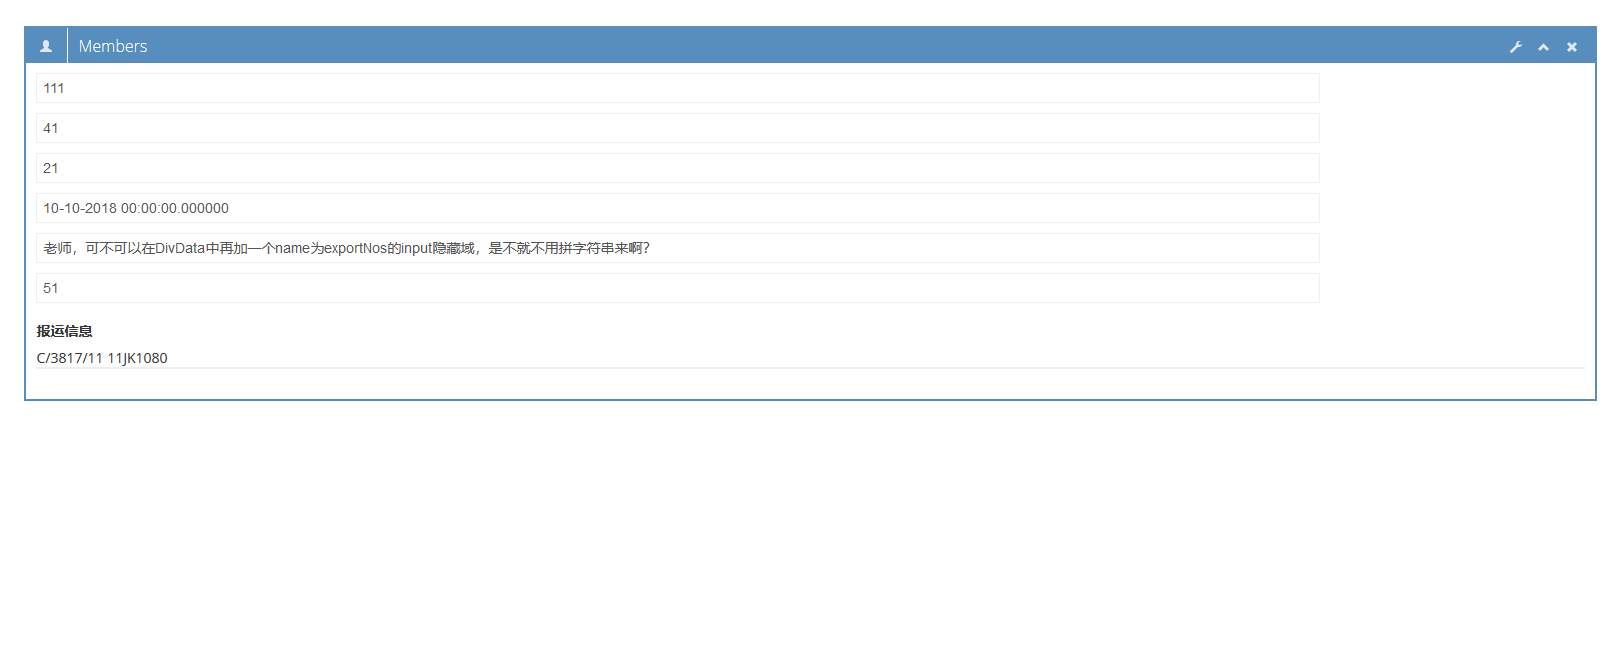 Members
111
41
21
10-10-2018 00:00:00.000000
老师，可不可以在DivData中再加一个name为exportNos的input隐藏域，是不就不用拼字符串来啊？
51
报运信息
C/3817/11 11JK1080